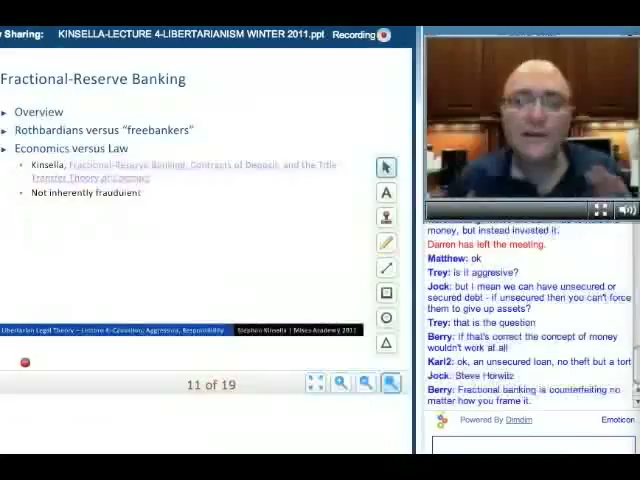 Sharing: KINSELLA-LECTURE 4-LIBERTARIANISM WINTER 2011.ppt Recording
Fractional-Reserve Banking
Overview
Rothbardians versus “freebankers”
Economics versus Law
Kinsella, Fractional-Reserve Banking, Contracts of Deposit, and the Title-
Transfer Theory of Contract
Not inherently fraudulent
Libertarian Legal Theory – Lecture 4: Causation, Aggression, Responsibility Stephan Kinsella | Mises Academy 2011
11 of 19
A
money, but instead invested it.
Darren has left the meeting.
Matthew: ok
Trey: is it aggresive?
Jock: but I mean we can have unsecured or
secured debt - if unsecured then you can't force
them to give up assets?
Trey: that is the question
Berry: If that's correct the concept of money
wouldn't work at all
Karl2: ok, an unsecured loan, no theft but a tort
Jock: Steve Horwitz
Berry: Fractional banking is counterfeiting no
matter how you frame it.
Powered By Dimdim Emoticon